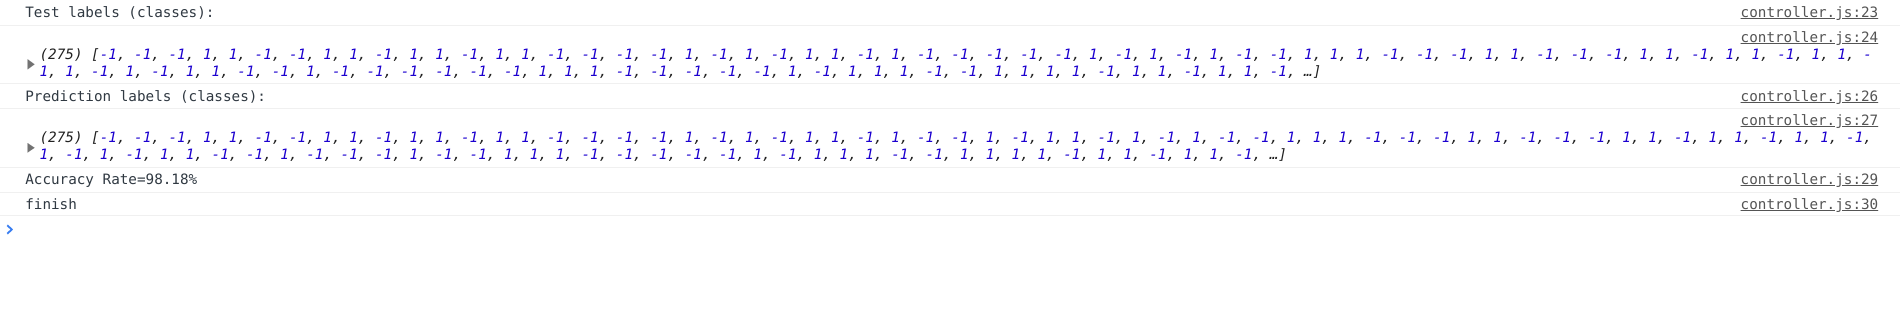 Test labels (classes): controller.js:23
controller.js:24
(275) [-1, -1, -1, 1, 1, -1, -1, 1, 1, -1, 1, 1, -1, 1, 1, -1, -1, -1, -1, 1, -1, 1, -1, 1, 1, -1, 1, -1, -1, -1, -1, -1, 1, -1, 1, -1, 1, -1, -1, 1, 1, 1, -1, -1, -1, 1, 1, -1, -1, -1, 1, 1, -1, 1, 1, -1, 1, 1, -
1, 1, -1, 1, -1, 1, 1, -1, -1, 1, -1, -1, -1, -1, -1, -1, 1, 1, 1, -1, -1, -1, -1, -1, 1, -1, 1, 1, 1, -1, -1, 1, 1, 1, 1, -1, 1, 1, -1, 1, 1, -1, …]
Prediction labels (classes): controller.js:26
controller.js:27
(275) [-1, -1, -1, 1, 1, -1, -1, 1, 1, -1, 1, 1, -1, 1, 1, -1, -1, -1, -1, 1, -1, 1, -1, 1, 1, -1, 1, -1, -1, 1, -1, 1, 1, -1, 1, -1, 1, -1, -1, 1, 1, 1, -1, -1, -1, 1, 1, -1, -1, -1, 1, 1, -1, 1, 1, -1, 1, 1, -1,
1, -1, 1, -1, 1, 1, -1, -1, 1, -1, -1, -1, 1, -1, -1, 1, 1, 1, -1, -1, -1, -1, -1, 1, -1, 1, 1, 1, -1, -1, 1, 1, 1, 1, -1, 1, 1, -1, 1, 1, -1, …]
Accuracy Rate=98.18% controller.js:29
finish controller.js:30